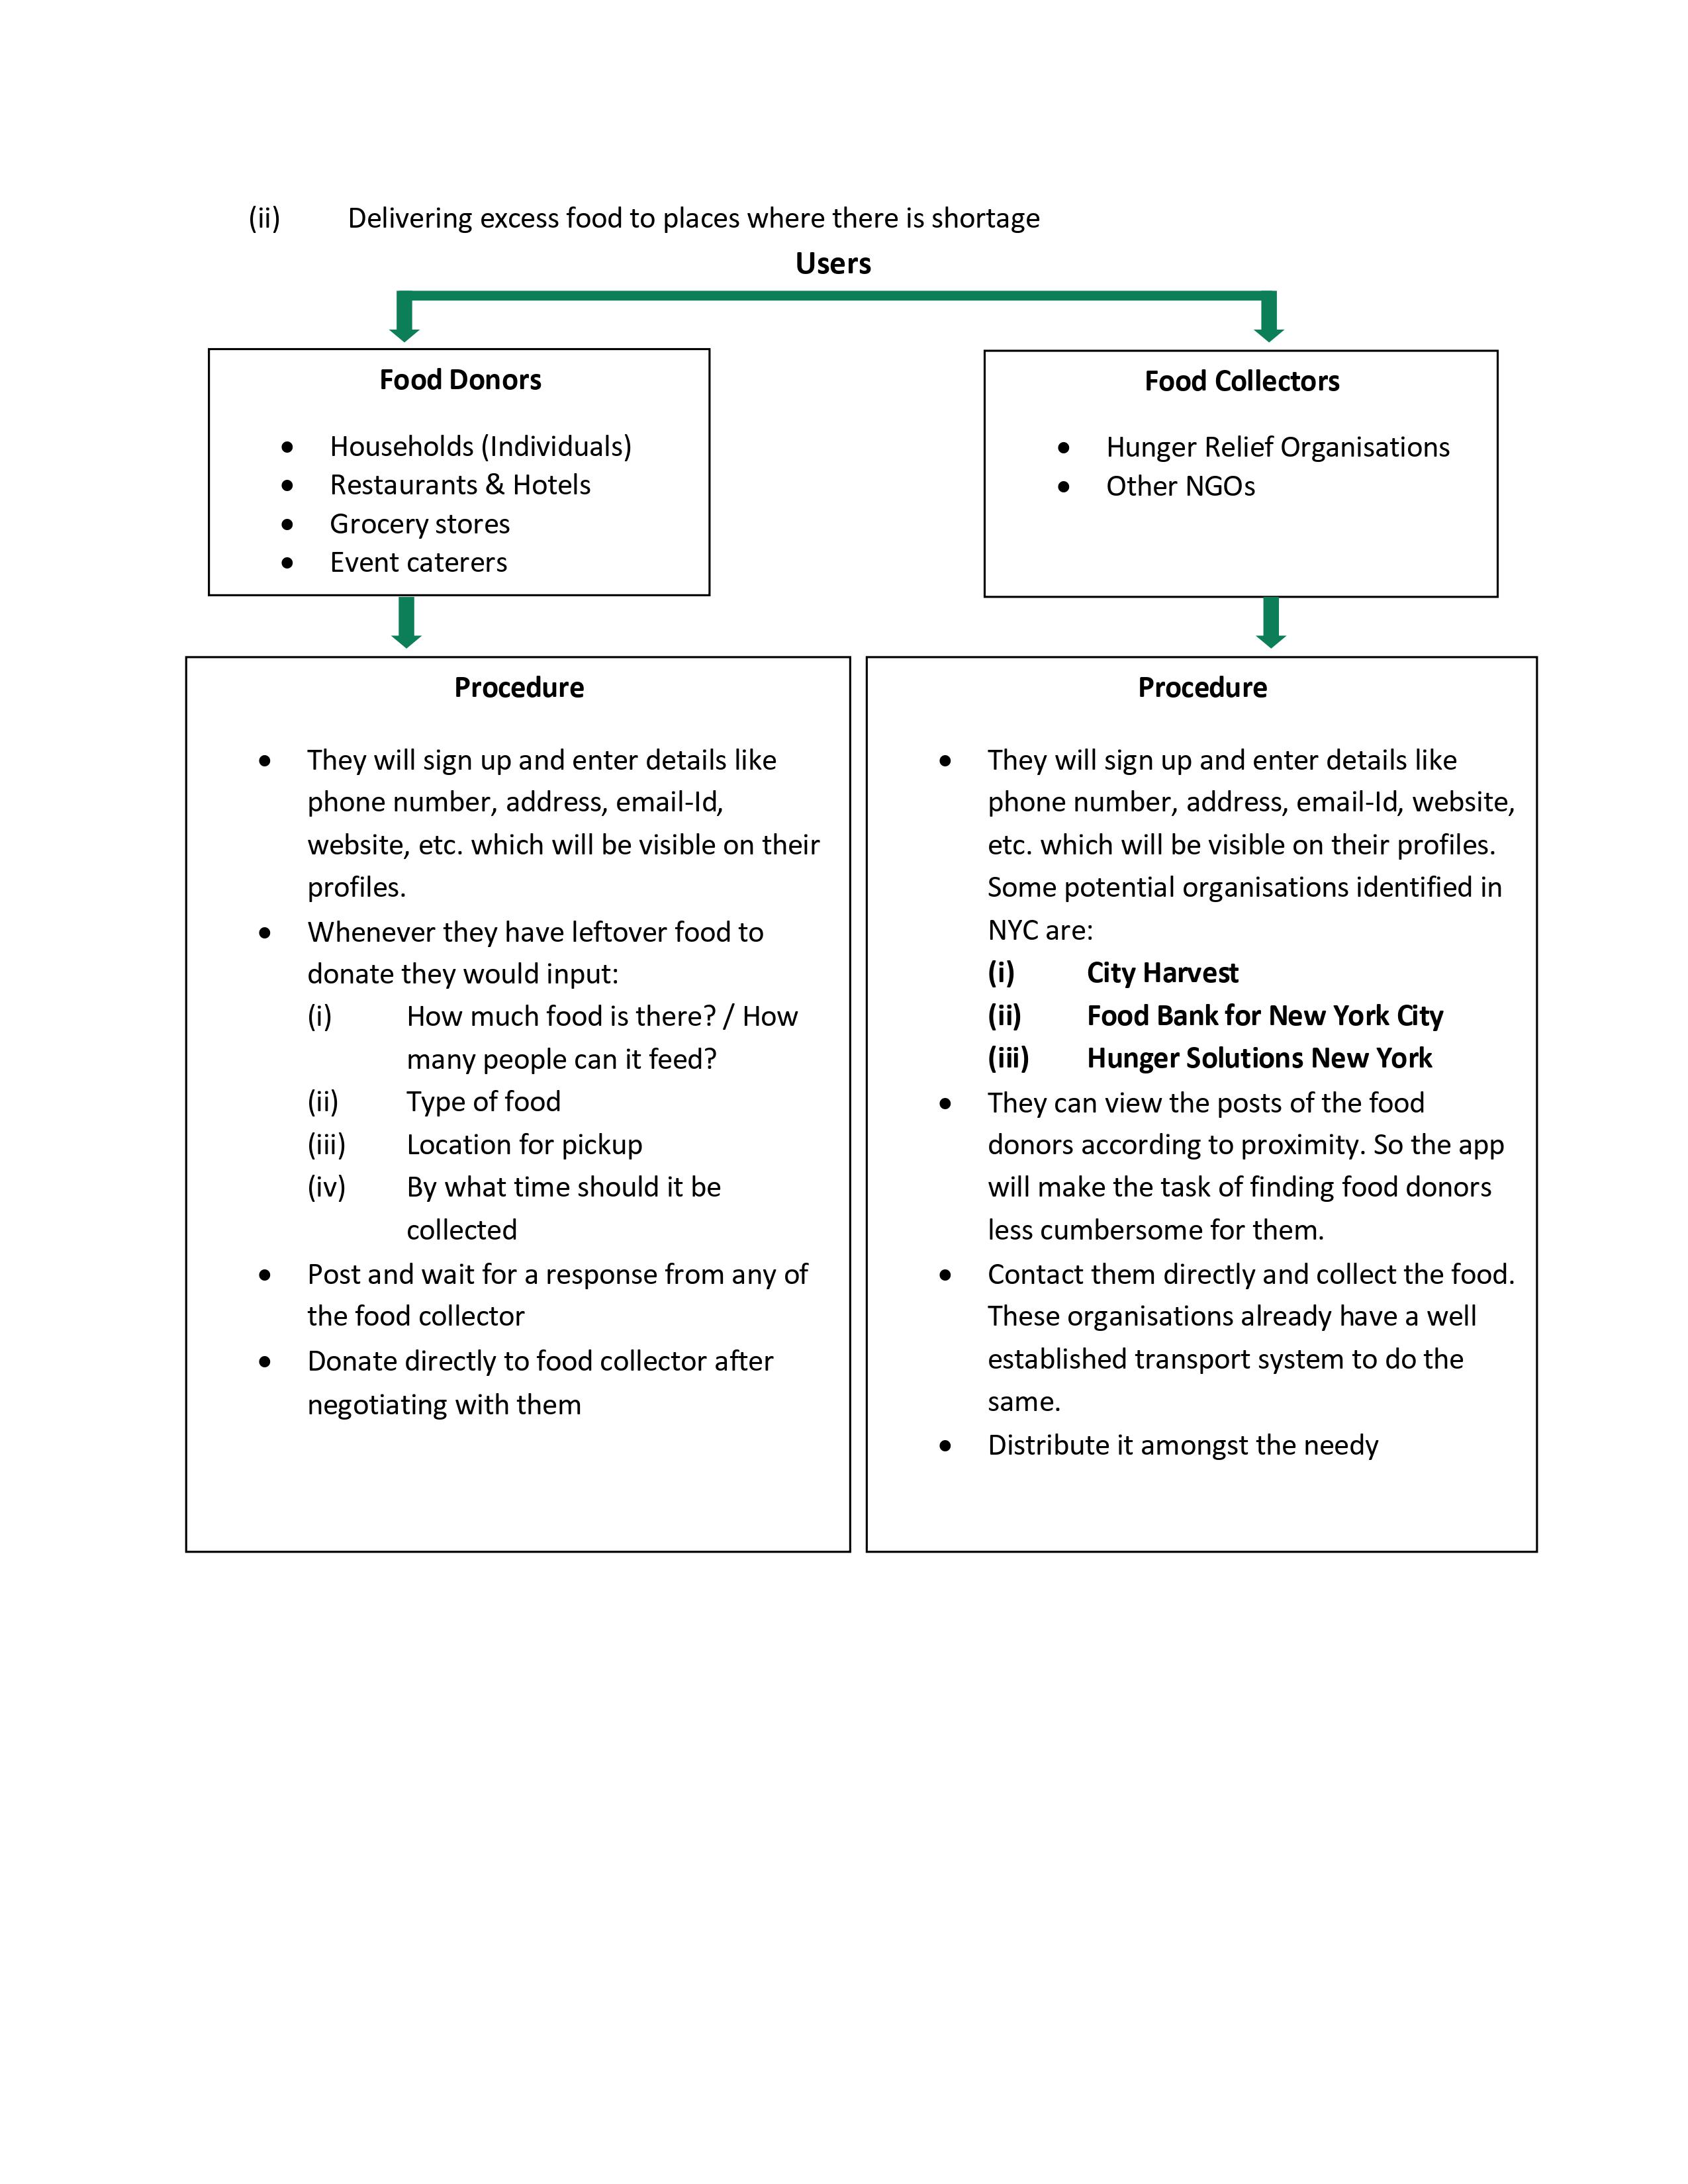 (ii) Delivering excess food to places where there is shortage
Users
Food Donors
• Households (Individuals)
• Restaurants & Hotels
• Grocery stores
• Event caterers
Food Collectors
• Hunger Relief Organisations
• Other NGOs
Procedure
• They will sign up and enter details like
phone number, address, email-Id,
website, etc. which will be visible on their
profiles.
• Whenever they have leftover food to
donate they would input:
(i) How much food is there? / How
many people can it feed?
(ii) Type of food
(iii) Location for pickup
(iv) By what time should it be
collected
• Post and wait for a response from any of
the food collector
• Donate directly to food collector after
negotiating with them
Procedure
• They will sign up and enter details like
phone number, address, email-Id, website,
etc. which will be visible on their profiles.
Some potential organisations identified in
NYC are:
(i) City Harvest
(ii) Food Bank for New York City
(iii) Hunger Solutions New York
• They can view the posts of the food
donors according to proximity. So the app
will make the task of finding food donors
less cumbersome for them.
• Contact them directly and collect the food.
These organisations already have a well
established transport system to do the
same.
• Distribute it amongst the needy